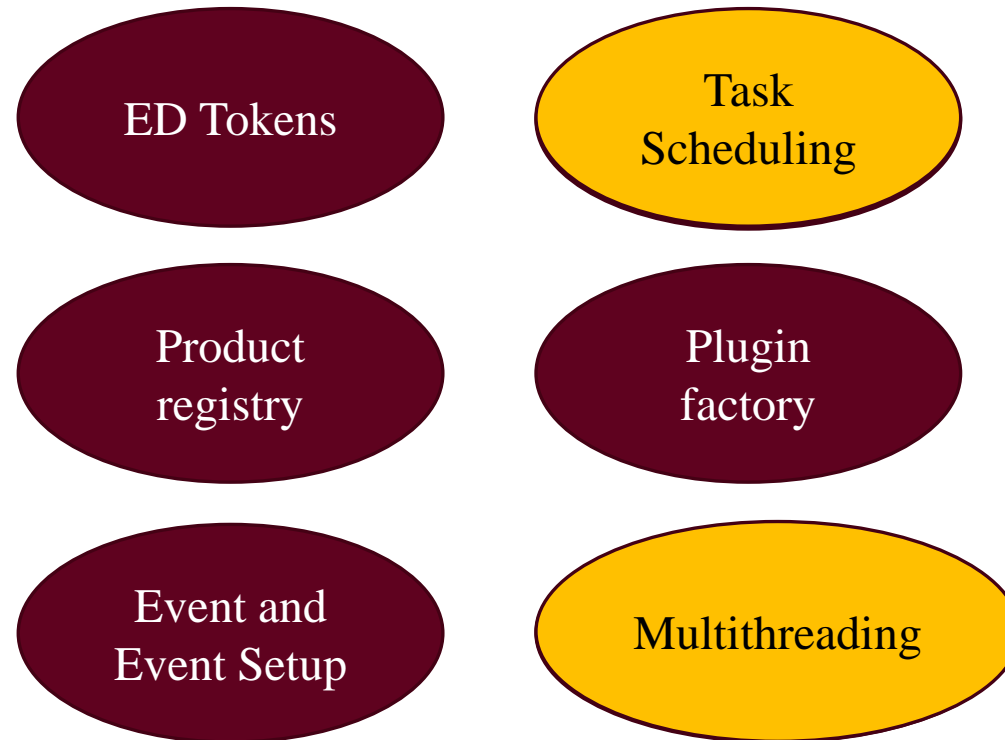 ED Tokens
Task
Scheduling
Product
registry
Plugin
factory
Event and
Event Setup
Multithreading